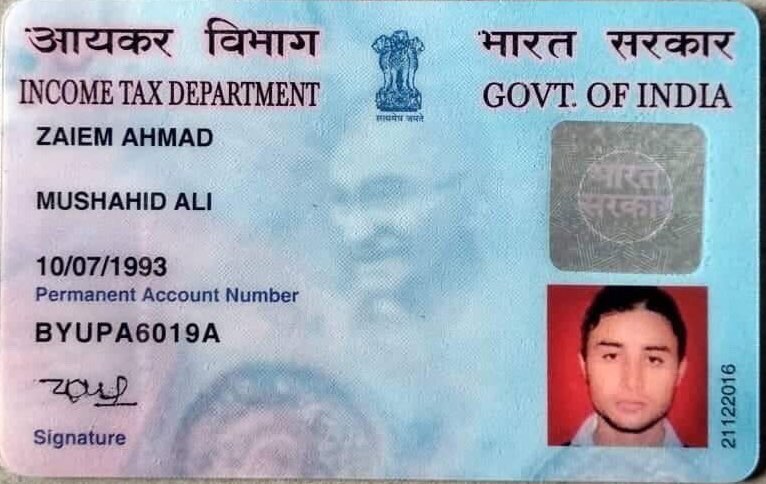 आयकर विभाग
INCOME TAX DEPARTMENT
सत्यमेव जयते
भारत सरकार
GOVT. OF INDIA
ZAIEM AHMAD
MUSHAHID ALI
10/07/1993
Permanent Account Number
BYUPA6019A
Signature
भारत
सरकार
21122016